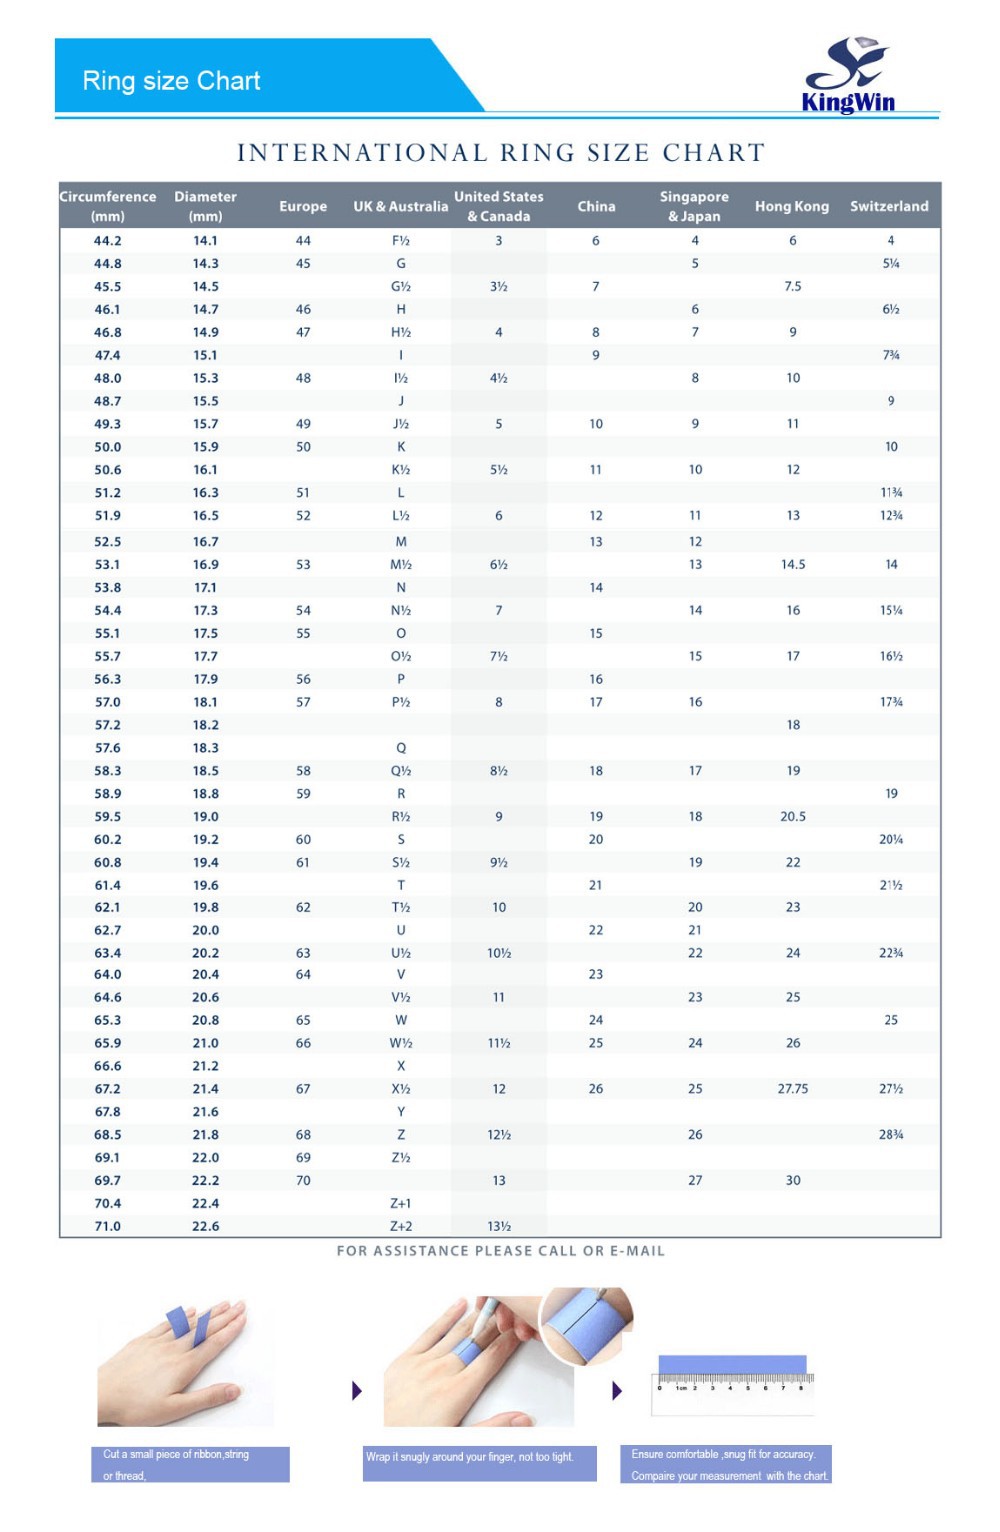 Ring size Chart
KingWin
INTERNATIONAL RING SIZE CHART
Circumference (mm) Diameter (mm) Europe UK & Australia United States & Canada China Singapore & Japan Hong Kong Switzerland
44.2 14.1 44 F½ 3 6 4 6 4
44.8 14.3 45 G 5 5¼
45.5 14.5 G½ 3½ 7 7.5
46.1 14.7 46 H 6 6½
46.8 14.9 47 H½ 4 8 7 9
47.4 15.1 I 9 7¾
48.0 15.3 48 I½ 4½ 8 10
48.7 15.5 J 9
49.3 15.7 49 J½ 5 10 9 11
50.0 15.9 50 K 10
50.6 16.1 K½ 5½ 11 10 12
51.2 16.3 51 L 11¾
51.9 16.5 52 L½ 6 12 11 13 12¾
52.5 16.7 M 13 12
53.1 16.9 53 M½ 6½ 13 14.5 14
53.8 17.1 N 14
54.4 17.3 54 N½ 7 14 16 15¼
55.1 17.5 55 O 15
55.7 17.7 O½ 7½ 15 17 16½
56.3 17.9 56 P 16
57.0 18.1 57 P½ 8 17 16 17¾
57.2 18.2 18
57.6 18.3 Q
58.3 18.5 58 Q½ 8½ 18 17 19
58.9 18.8 59 R 19
59.5 19.0 R½ 9 19 18 20.5
60.2 19.2 60 S 20 20¼
60.8 19.4 61 S½ 9½ 19 22
61.4 19.6 T 21 21½
62.1 19.8 62 T½ 10 20 23
62.7 20.0 U 22 21
63.4 20.2 63 U½ 10½ 22 24 22¾
64.0 20.4 64 V 23
64.6 20.6 V½ 11 23 25
65.3 20.8 65 W 24 25
65.9 21.0 66 W½ 11½ 25 24 26
66.6 21.2 X
67.2 21.4 67 X½ 12 26 25 27.75 27½
67.8 21.6 Y
68.5 21.8 68 Z 12½ 26 28¾
69.1 22.0 69 Z½
69.7 22.2 70 13 27 30
70.4 22.4 Z+1
71.0 22.6 Z+2 13½
FOR ASSISTANCE PLEASE CALL OR E-MAIL
0 1cm 2 3 4 5 6 7 8
Cut a small piece of ribbon,string
or thread,
Wrap it snugly around your finger, not too tight.
Ensure comfortable ,snug fit for accuracy.
Compaire your measurement with the chart.